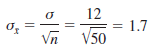 σ_x = σ/√n = 12/√50 = 1.7